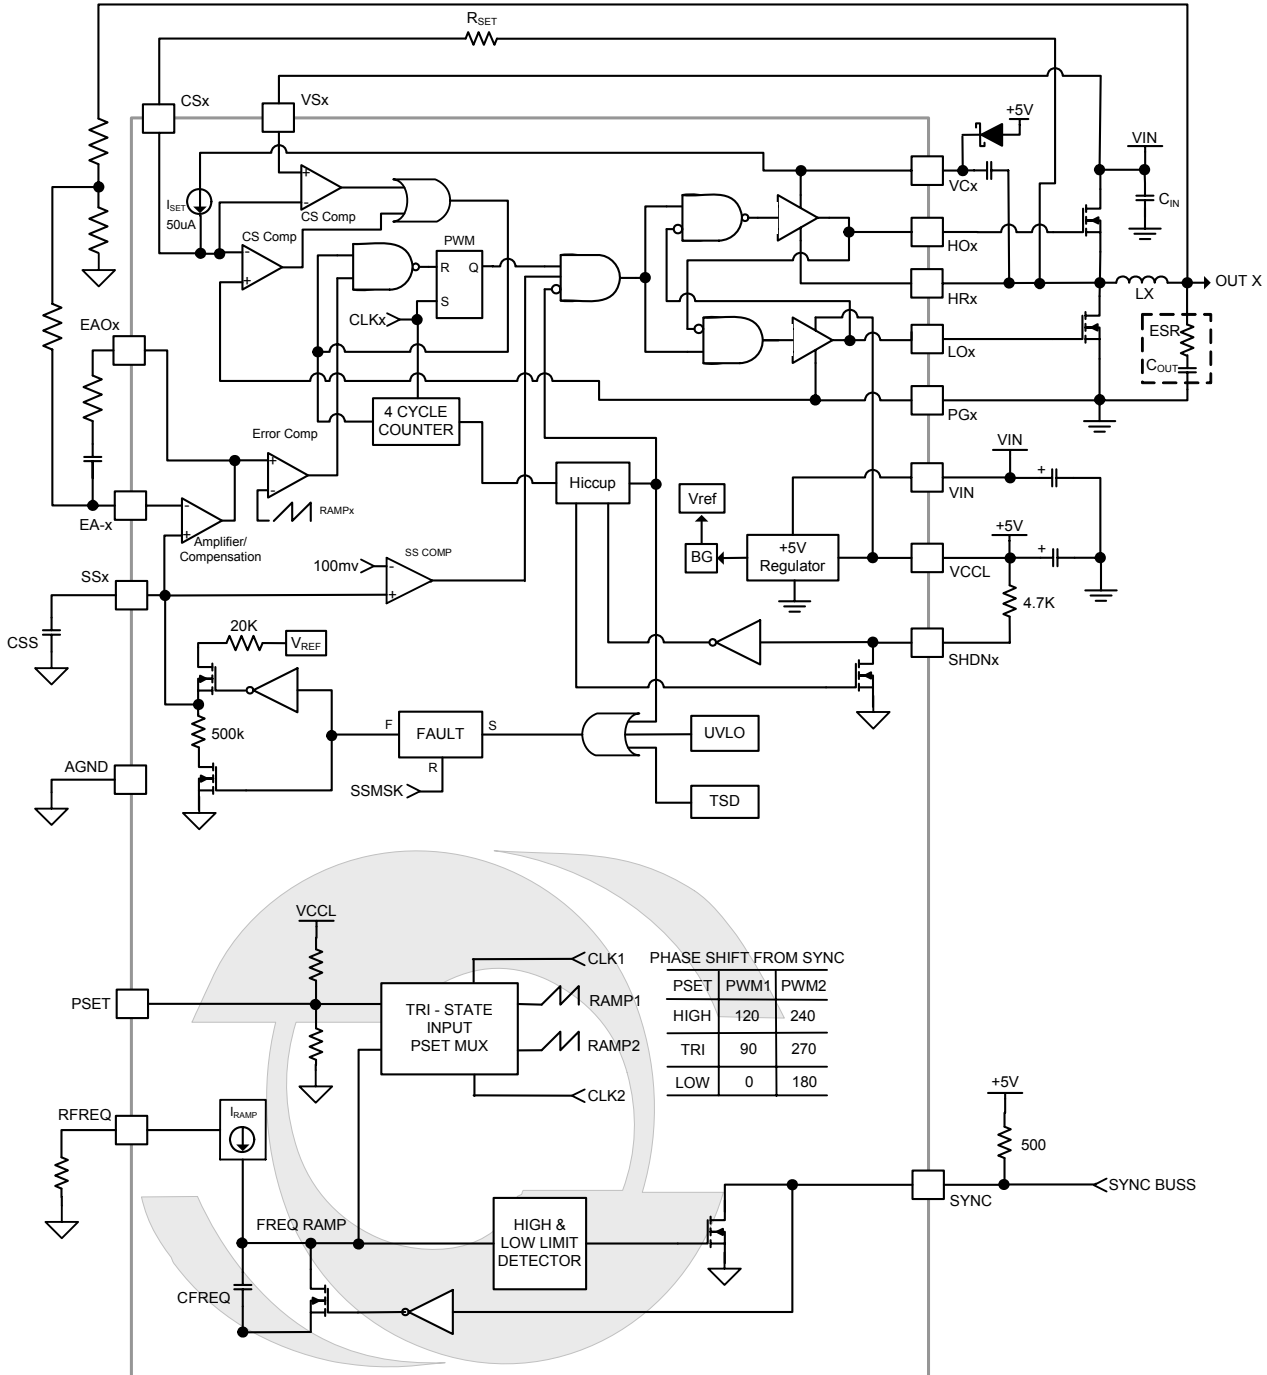 RSET
CSx
VSx
+5V
VIN
VCx
CIN
ISET
50uA
CS Comp
CS Comp
PWM
R
Q
S
CLKx
HOx
HRx
LX
OUT X
EAOx
LOx
ESR
COUT
PGx
4 CYCLE
COUNTER
Error Comp
Hiccup
VIN
VIN
Vref
RAMPx
EA-x
Amplifier/
Compensation
+
+5V
BG
+5V
Regulator
VCCL
+
SS COMP
100mv
SSx
4.7K
CSS
20K
VREF
SHDNx
500k
F
FAULT
S
R
SSMSK
UVLO
TSD
AGND
VCCL
CLK1
PHASE SHIFT FROM SYNC
PSET PWM1 PWM2
HIGH 120 240
TRI 90 270
LOW 0 180
PSET
TRI - STATE
INPUT
PSET MUX
RAMP1
RAMP2
CLK2
RFREQ
IRAMP
+5V
500
SYNC
SYNC BUSS
FREQ RAMP
HIGH &
LOW LIMIT
DETECTOR
CFREQ